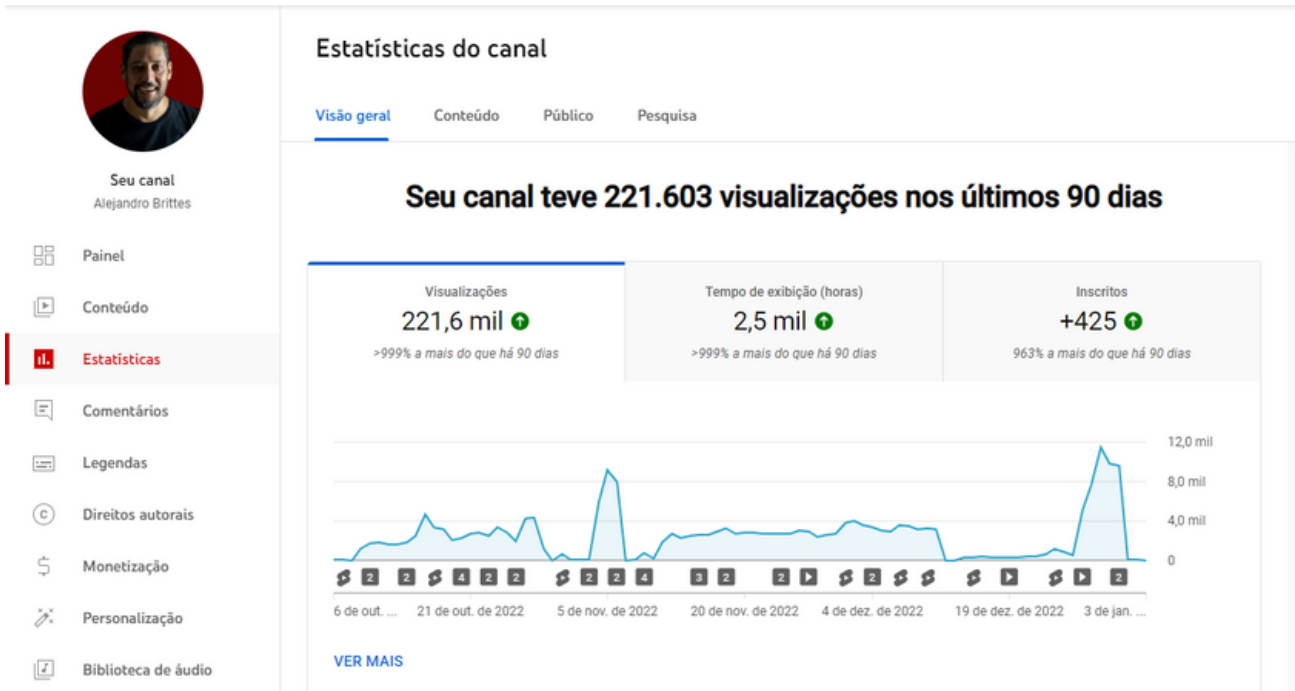 Seu canal
Alejandro Brittes
Painel
Conteúdo
Estatísticas
Comentários
Legendas
Direitos autorais
Monetização
Personalização
Biblioteca de áudio
Estatísticas do canal
Visão geral Conteúdo Público Pesquisa
Seu canal teve 221.603 visualizações nos últimos 90 dias
Visualizações
221,6 mil
>999% a mais do que há 90 dias
Tempo de exibição (horas)
2,5 mil
>999% a mais do que há 90 dias
Inscritos
+425
963% a mais do que há 90 dias
12,0 mil
8,0 mil
4,0 mil
0
2 2 4 2 2 2 2 4 3 2 2 2 2
6 de out. ... 21 de out. de 2022 5 de nov. de 2022 20 de nov. de 2022 4 de dez. de 2022 19 de dez. de 2022 3 de jan. ...
VER MAIS